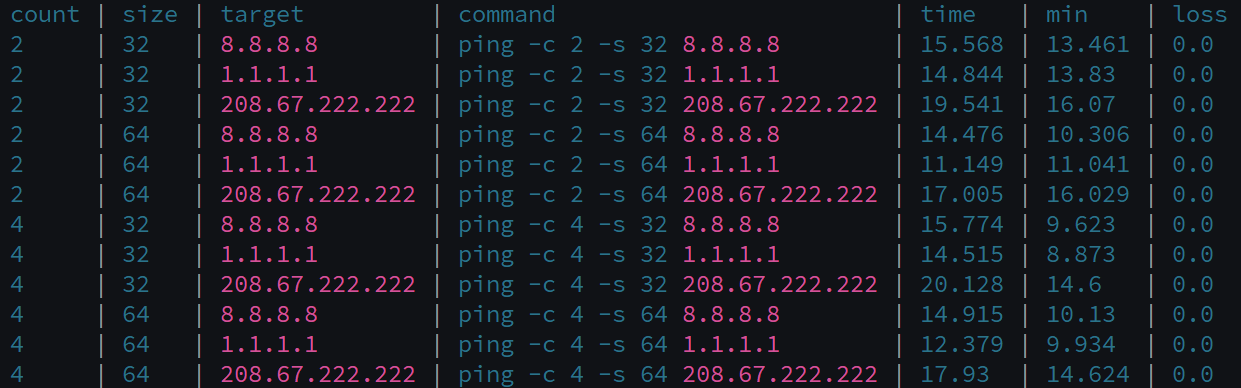 count | size | target          | command                        | time   | min    | loss
2     | 32   | 8.8.8.8         | ping -c 2 -s 32 8.8.8.8         | 15.568 | 13.461 | 0.0
2     | 32   | 1.1.1.1         | ping -c 2 -s 32 1.1.1.1         | 14.844 | 13.83  | 0.0
2     | 32   | 208.67.222.222  | ping -c 2 -s 32 208.67.222.222  | 19.541 | 16.07  | 0.0
2     | 64   | 8.8.8.8         | ping -c 2 -s 64 8.8.8.8         | 14.476 | 10.306 | 0.0
2     | 64   | 1.1.1.1         | ping -c 2 -s 64 1.1.1.1         | 11.149 | 11.041 | 0.0
2     | 64   | 208.67.222.222  | ping -c 2 -s 64 208.67.222.222  | 17.005 | 16.029 | 0.0
4     | 32   | 8.8.8.8         | ping -c 4 -s 32 8.8.8.8         | 15.774 | 9.623  | 0.0
4     | 32   | 1.1.1.1         | ping -c 4 -s 32 1.1.1.1         | 14.515 | 8.873  | 0.0
4     | 32   | 208.67.222.222  | ping -c 4 -s 32 208.67.222.222  | 20.128 | 14.6   | 0.0
4     | 64   | 8.8.8.8         | ping -c 4 -s 64 8.8.8.8         | 14.915 | 10.13  | 0.0
4     | 64   | 1.1.1.1         | ping -c 4 -s 64 1.1.1.1         | 12.379 | 9.934  | 0.0
4     | 64   | 208.67.222.222  | ping -c 4 -s 64 208.67.222.222  | 17.93  | 14.624 | 0.0